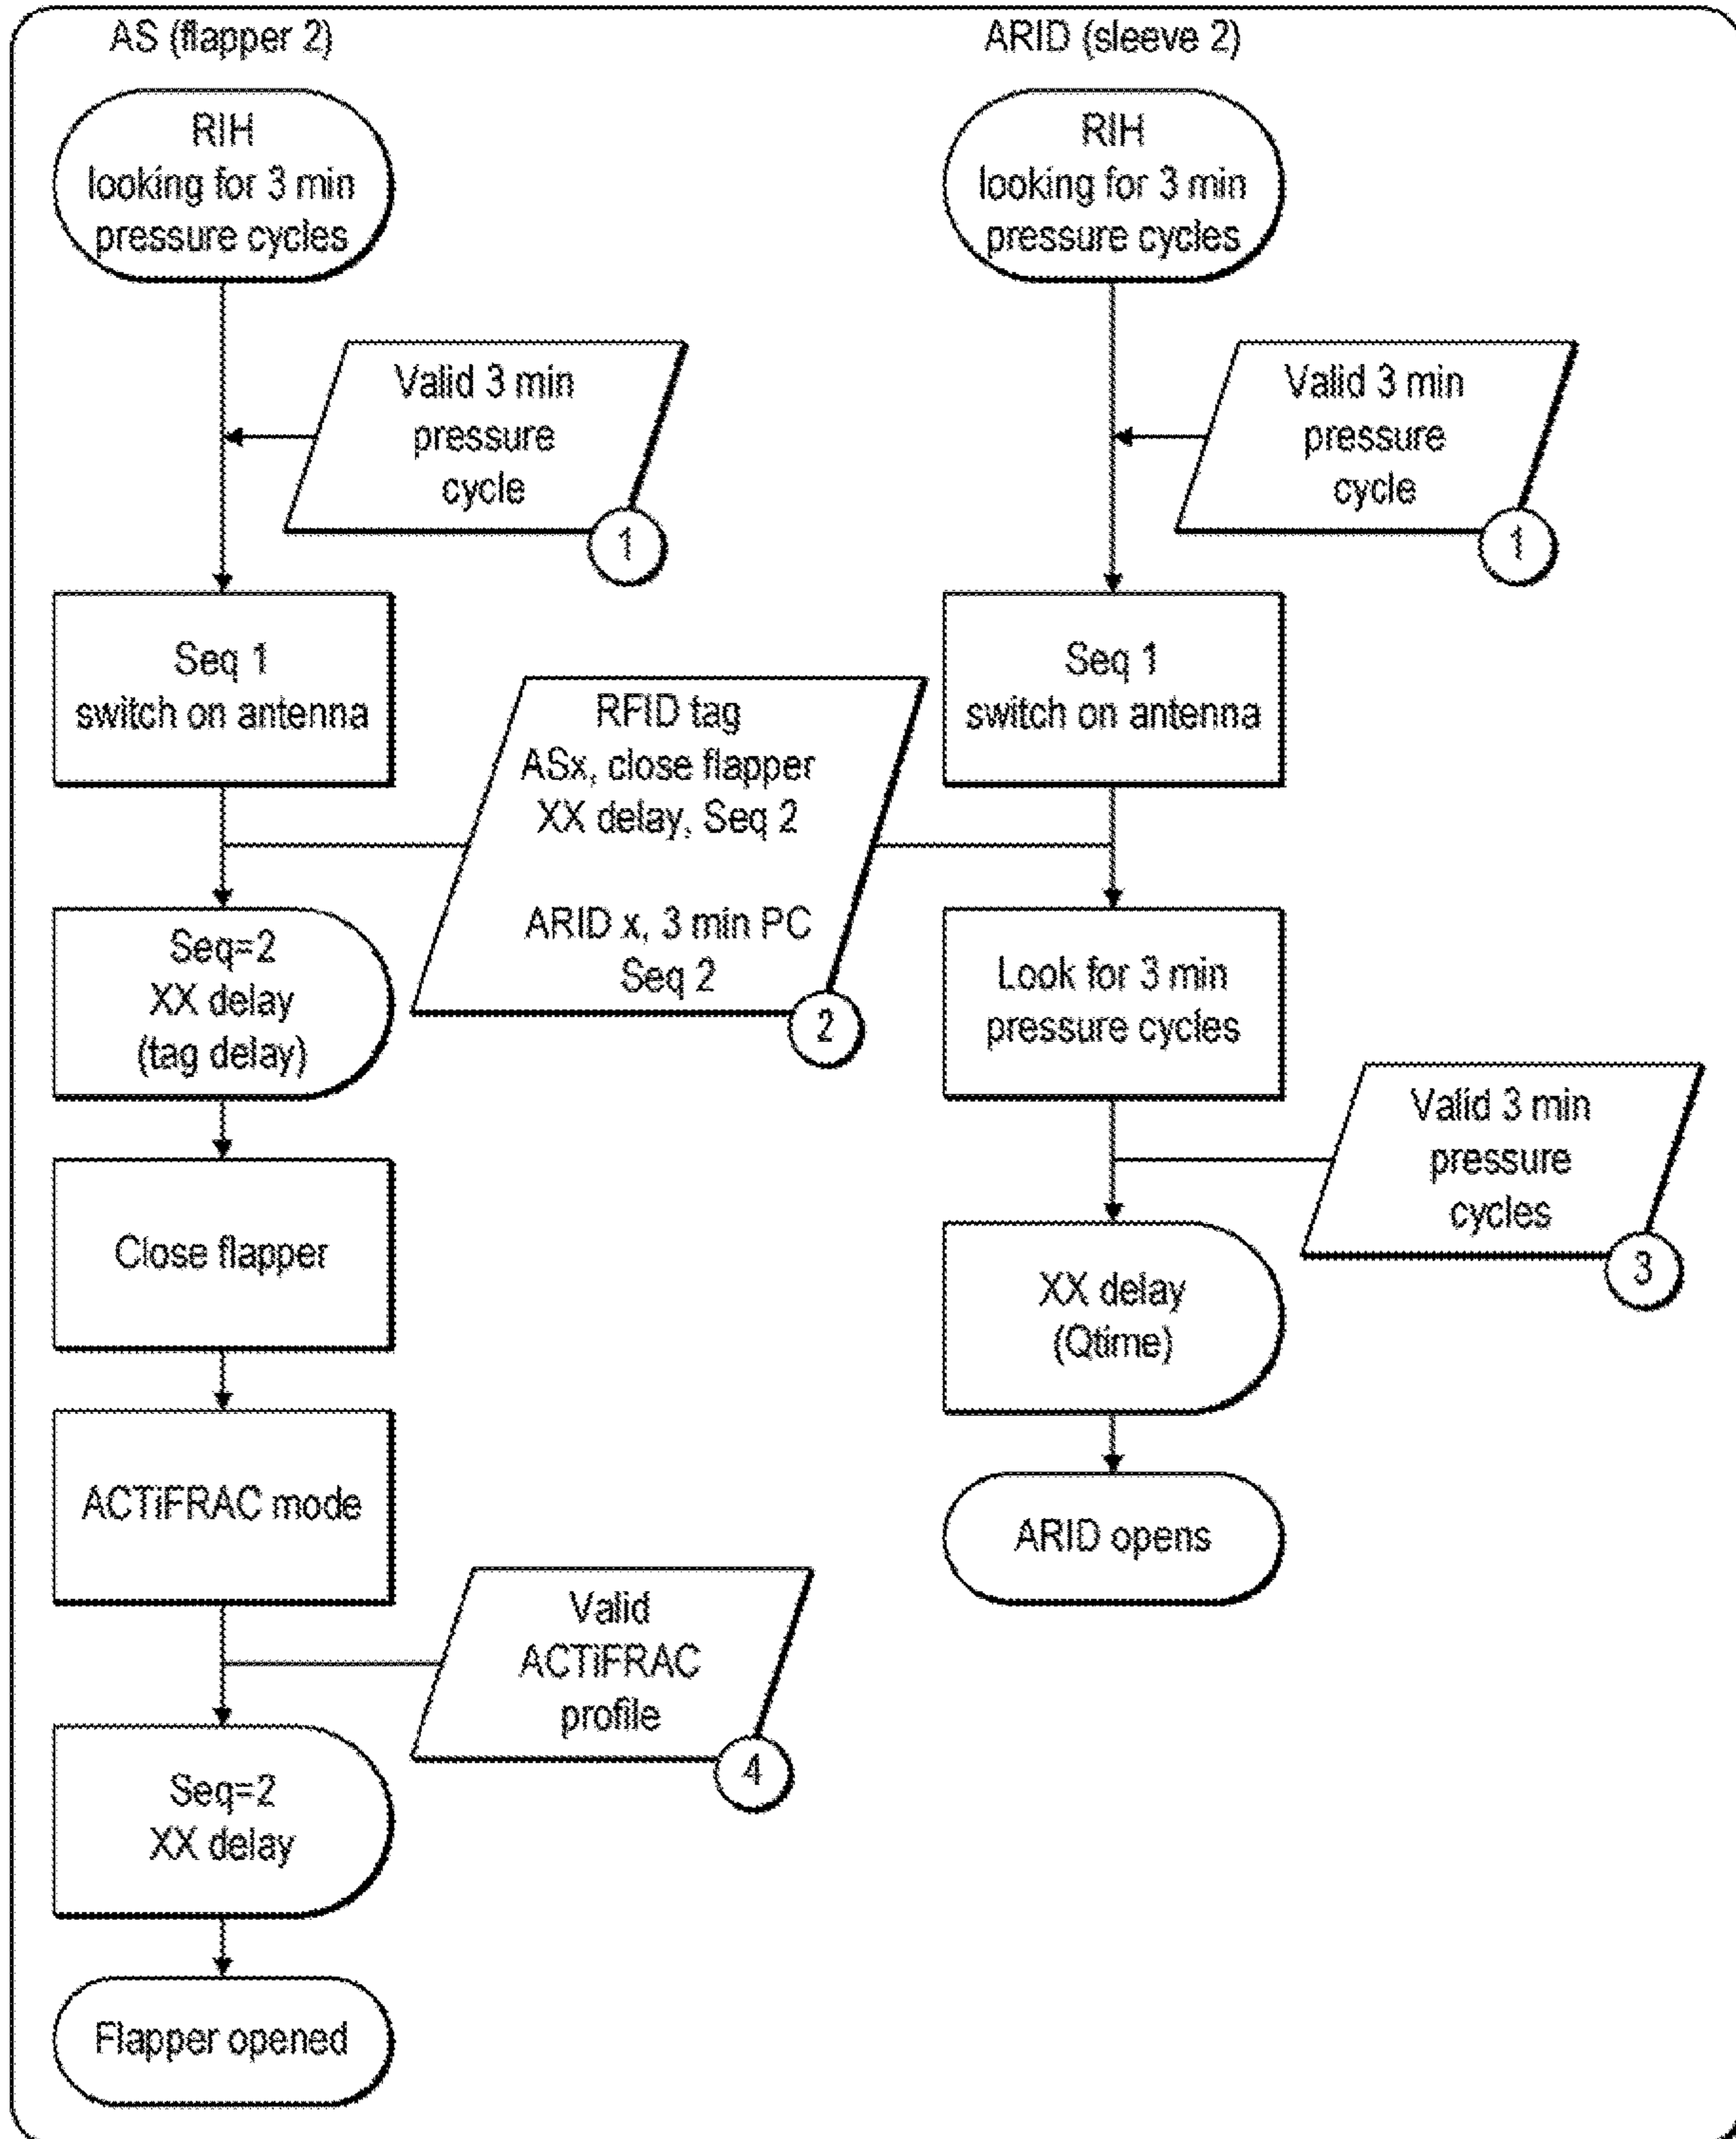 AS (flapper 2)
RIH
looking for 3 min
pressure cycles
Valid 3 min
pressure
cycle
1
Seq 1
switch on antenna
RFID tag
ASx, close flapper
XX delay, Seq 2
ARID x, 3 min PC
Seq 2
2
Seq=2
XX delay
(tag delay)
Close flapper
ACTiFRAC mode
Valid
ACTiFRAC
profile
4
Seq=2
XX delay
Flapper opened
ARID (sleeve 2)
RIH
looking for 3 min
pressure cycles
Valid 3 min
pressure
cycle
1
Seq 1
switch on antenna
Look for 3 min
pressure cycles
Valid 3 min
pressure
cycles
3
XX delay
(Qtime)
ARID opens